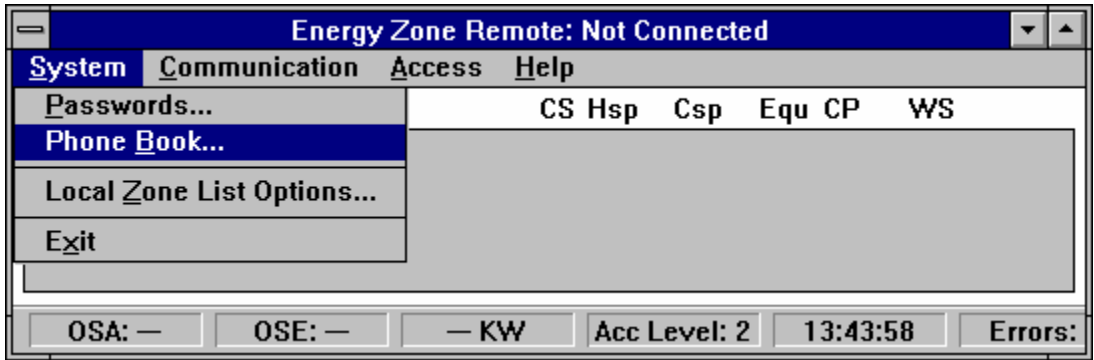 Energy Zone Remote: Not Connected
System Communication Access Help
Passwords... CS Hsp Csp Equ CP WS
Phone Book...
Local Zone List Options...
Exit
OSA: — OSE: — — KW Acc Level: 2 13:43:58 Errors: